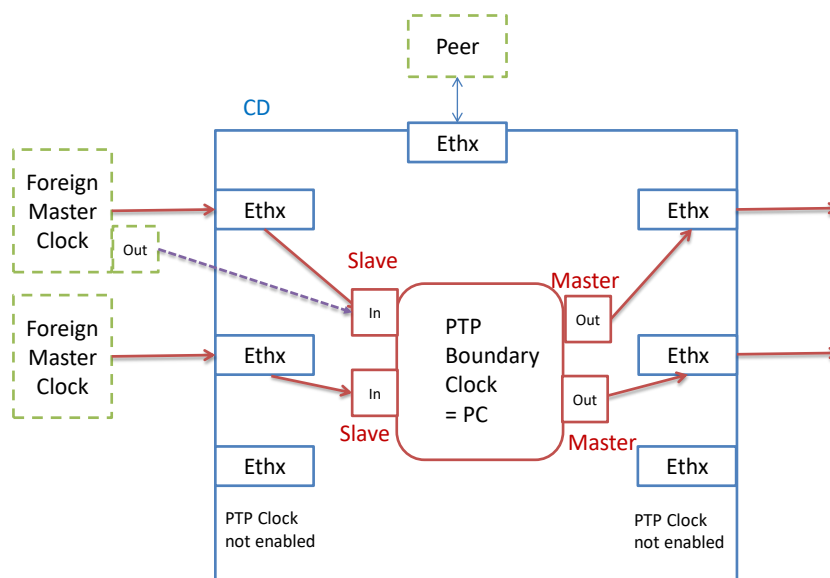 Peer
CD
Ethx
Foreign
Master
Clock
Out
Ethx
Ethx
Slave
In
Master
Out
PTP
Boundary
Clock
= PC
Foreign
Master
Clock
Ethx
In
Slave
Out
Master
Ethx
Ethx
Ethx
PTP Clock
not enabled
PTP Clock
not enabled